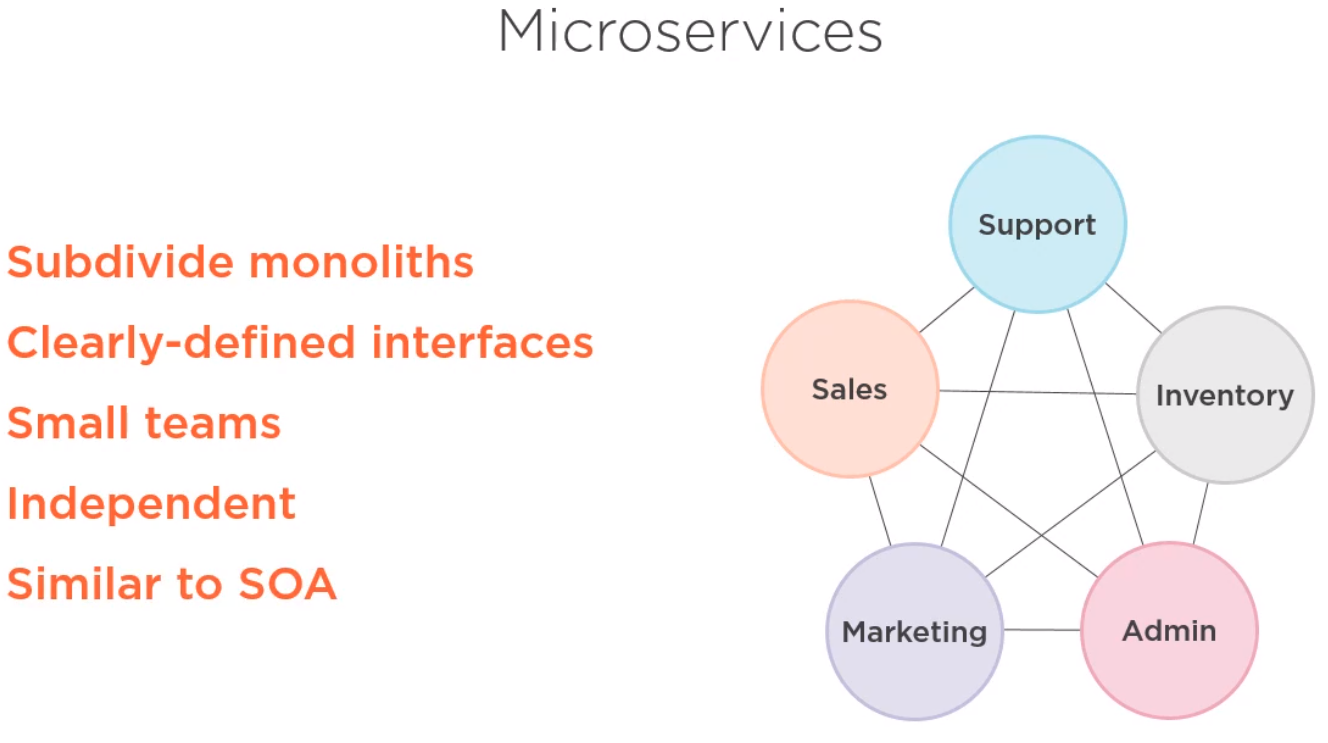 Microservices
Subdivide monoliths
Clearly-defined interfaces
Small teams
Independent
Similar to SOA
Support
Sales
Inventory
Marketing
Admin